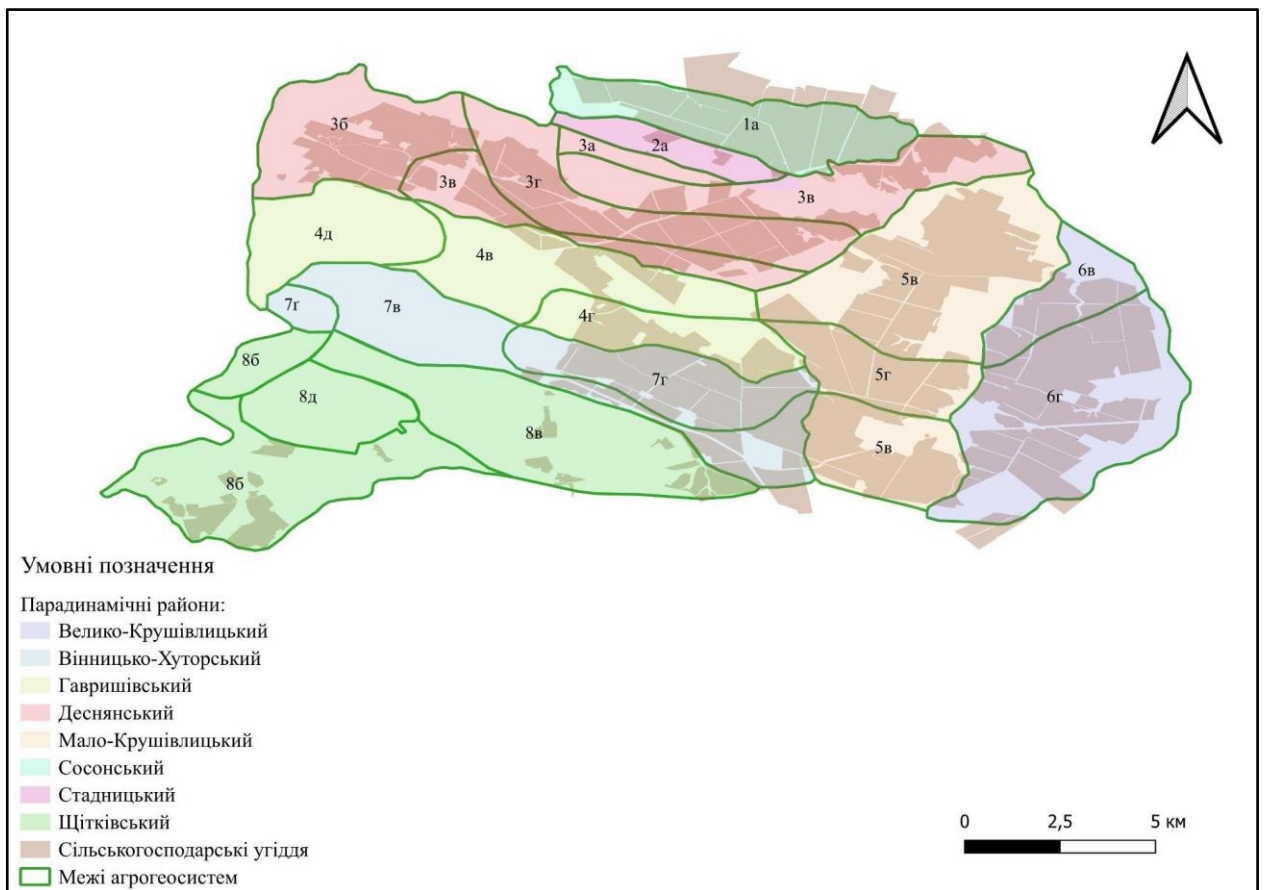 1а
3б
3а
2а
3в
3г
3в
4д
4в
5в
6в
7ґ
7в
4г
8б
7г
5г
8д
6г
8в
5в
8б
Умовні позначення
Парадинамічні райони:
Велико-Крушівлицький
Вінницько-Хуторський
Гавришівський
Деснянський
Мало-Крушівлицький
Сосонський
Стадницький
Щітківський
Сільськогосподарські угіддя
Межі агрогеосистем
0 2,5 5 км